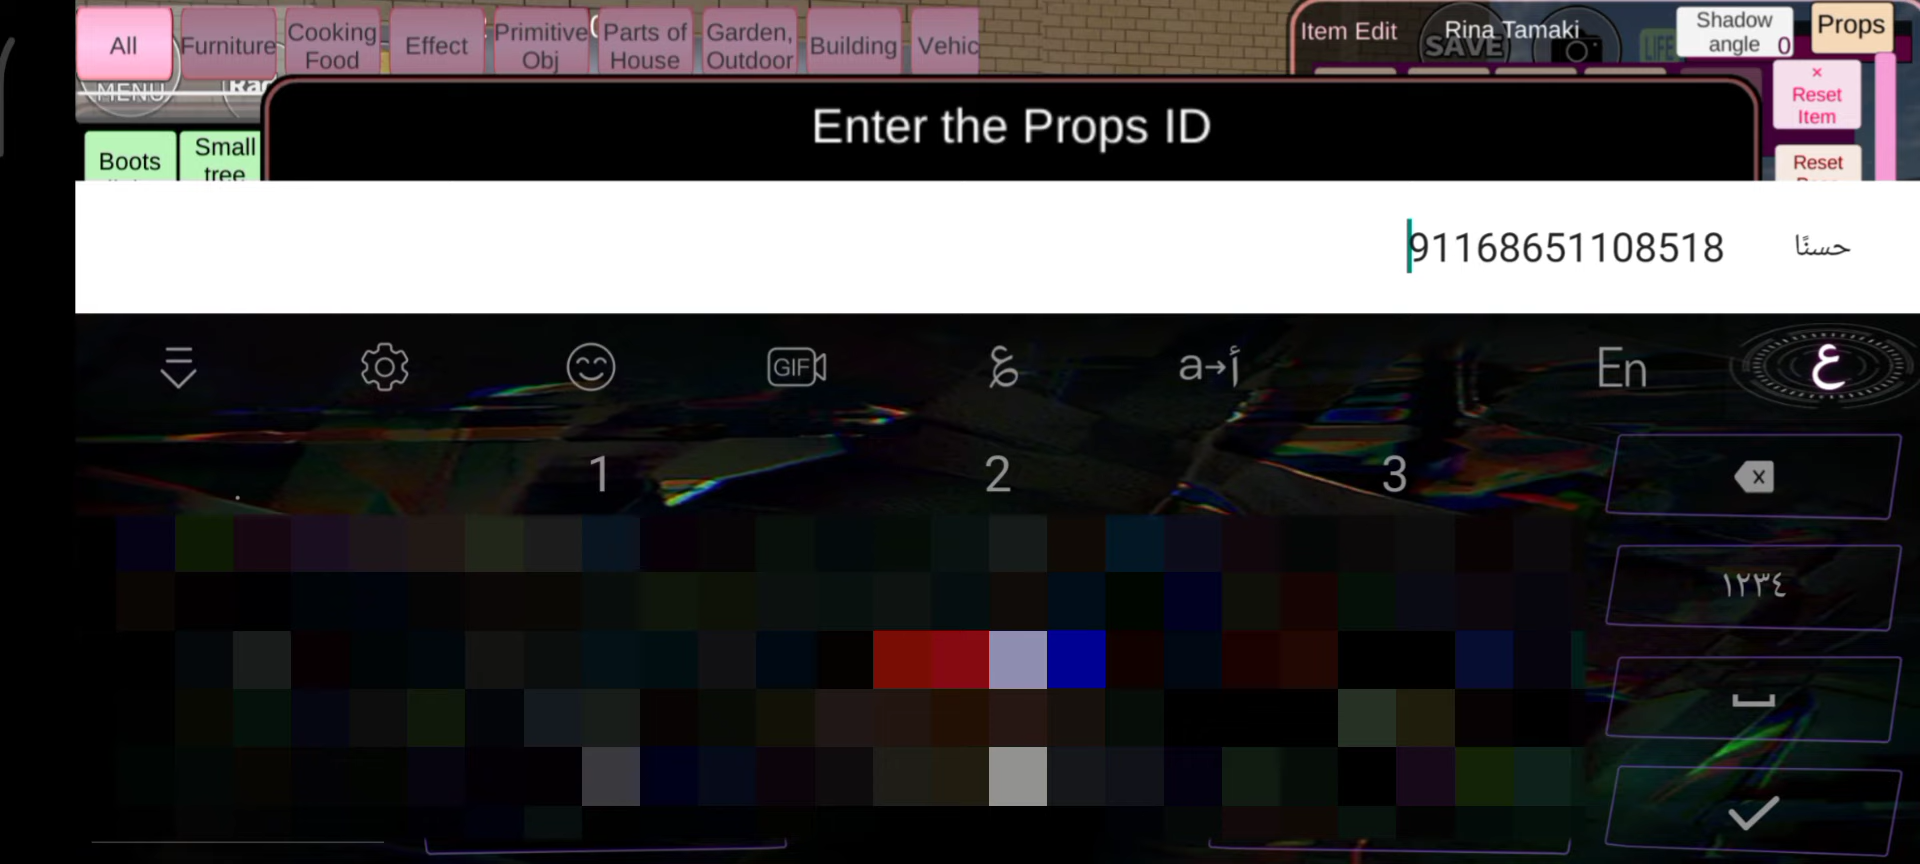 All
Furniture
Cooking Food
Effect
Primitive Obj
Parts of House
Garden, Outdoor
Building
Vehic
Item Edit
Rina Tamaki
SAVE
LIFE
Shadow angle 0
Props
MENU
Rad
× Reset Item
Enter the Props ID
Boots
Small tree
Reset
91168651108518
حسنًا
GIF
ع
a→أ
En
ع
.
1
2
3
x
١٢٣٤